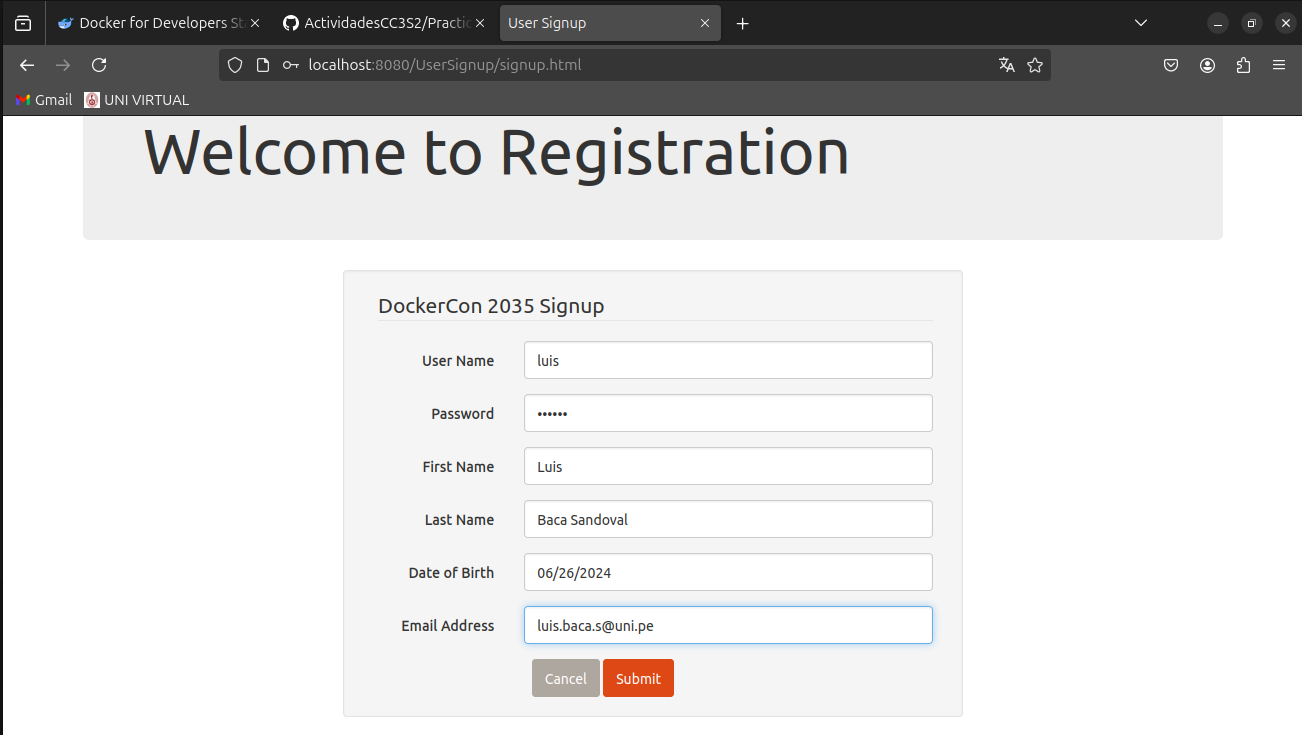 Docker for Developers St
ActividadesCC3S2/Practic
User Signup
localhost:8080/UserSignup/signup.html
Gmail
UNI VIRTUAL
Welcome to Registration
DockerCon 2035 Signup
User Name luis
Password ••••••
First Name Luis
Last Name Baca Sandoval
Date of Birth 06/26/2024
Email Address luis.baca.s@uni.pe
Cancel Submit